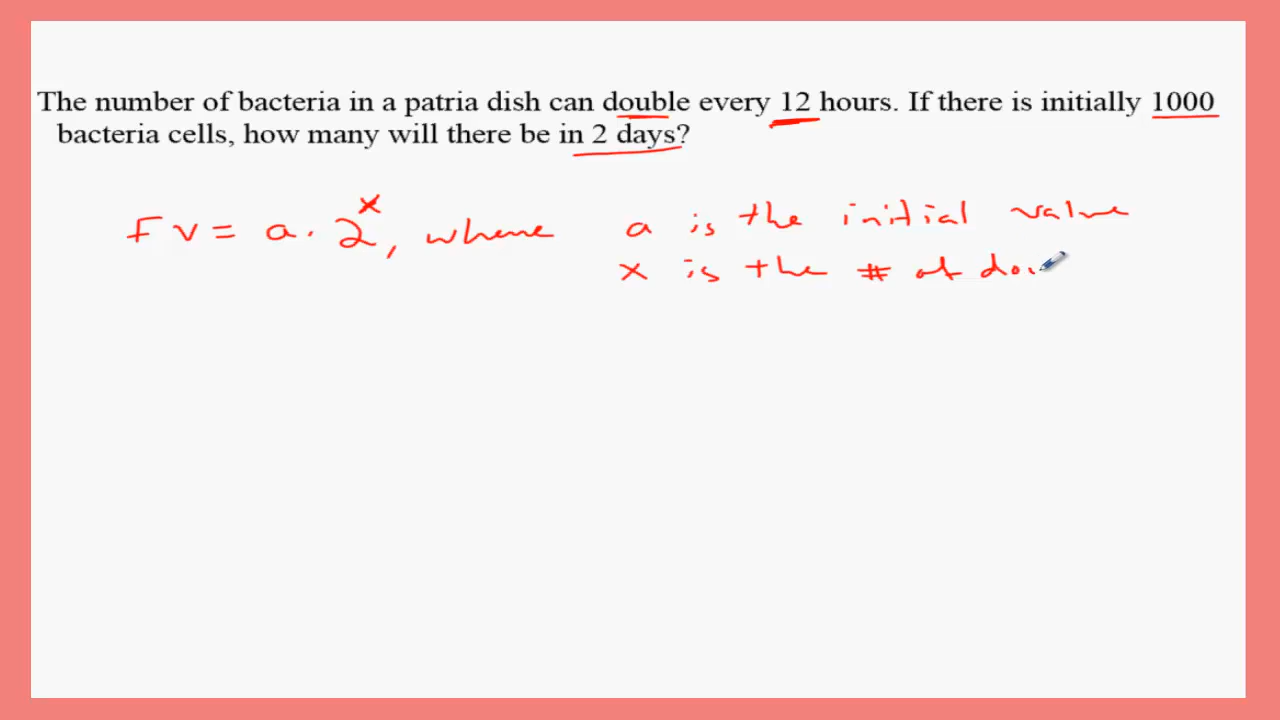 The number of bacteria in a patria dish can double every 12 hours. If there is initially 1000
bacteria cells, how many will there be in 2 days?
FV = a · 2^x, where a is the initial value
x is the # of dou